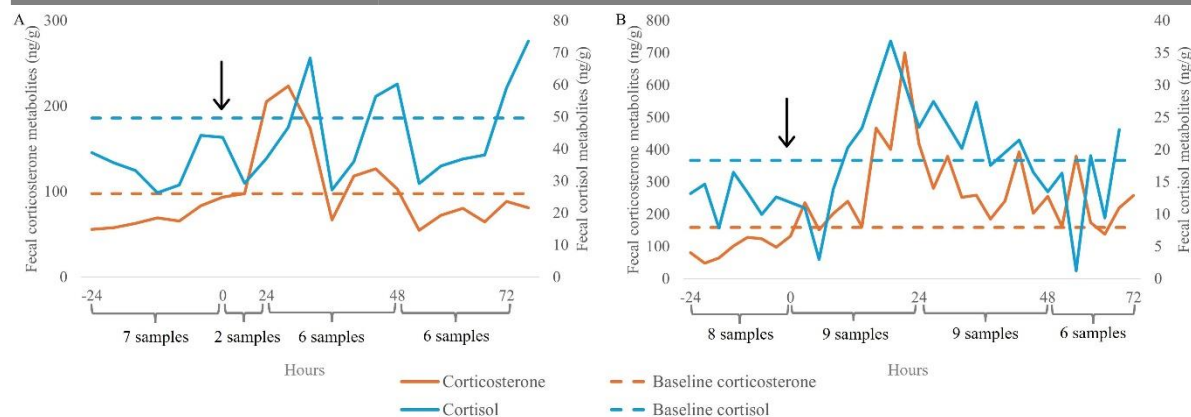 A
Fecal corticosterone metabolites (ng/g)
300
200
100
0
80
70
60
50
40
30
20
10
0
Fecal cortisol metabolites (ng/g)
-24
0
24
48
72
7 samples
2 samples
6 samples
6 samples
B
Fecal corticosterone metabolites (ng/g)
800
700
600
500
400
300
200
100
0
40
35
30
25
20
15
10
5
0
Fecal cortisol metabolites (ng/g)
-24
0
24
48
72
8 samples
9 samples
9 samples
6 samples
Hours
Corticosterone
Baseline corticosterone
Cortisol
Baseline cortisol